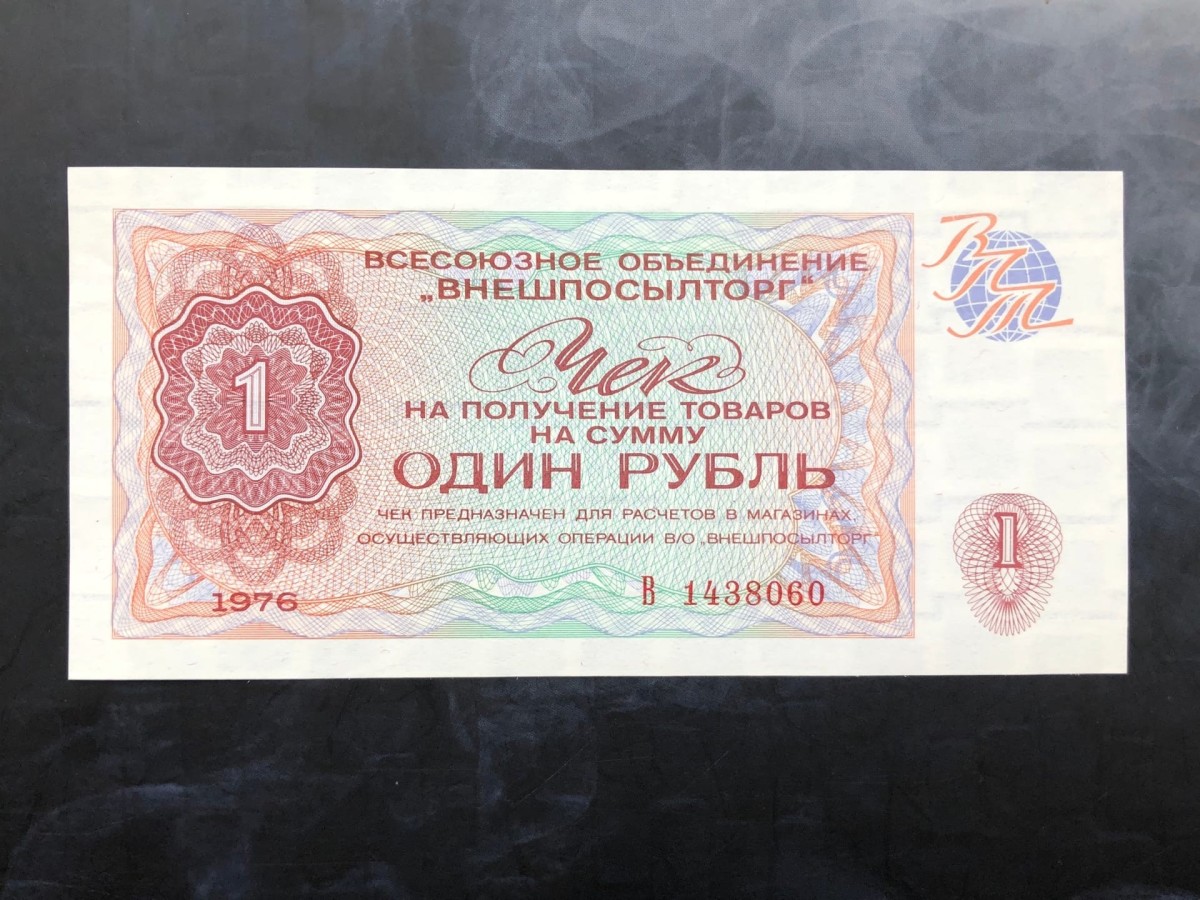 ВСЕСОЮЗНОЕ ОБЪЕДИНЕНИЕ
„ВНЕШПОСЫЛТОРГ“
ВПТ
Чек
1
НА ПОЛУЧЕНИЕ ТОВАРОВ
НА СУММУ
ОДИН РУБЛЬ
ЧЕК ПРЕДНАЗНАЧЕН ДЛЯ РАСЧЕТОВ В МАГАЗИНАХ,
ОСУЩЕСТВЛЯЮЩИХ ОПЕРАЦИИ В/О „ВНЕШПОСЫЛТОРГ“
1
1976
В 1438060